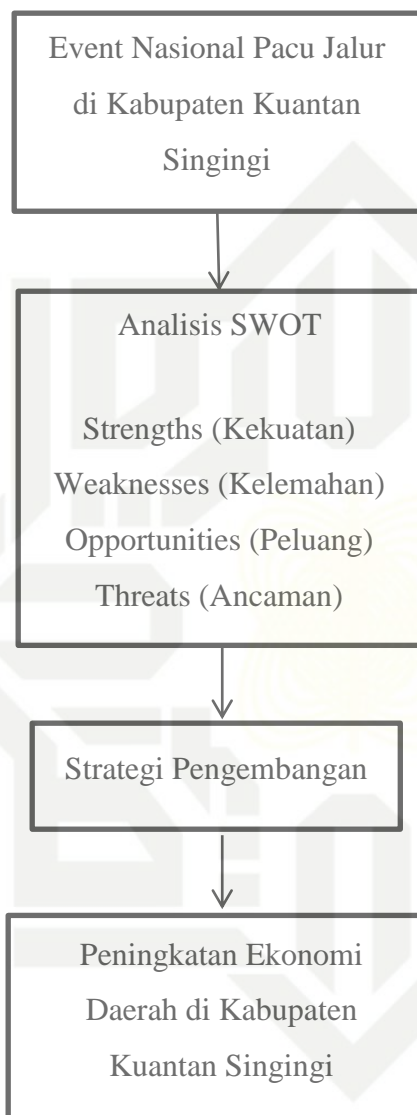 Event Nasional Pacu Jalur
di Kabupaten Kuantan
Singingi
Analisis SWOT
Strengths (Kekuatan)
Weaknesses (Kelemahan)
Opportunities (Peluang)
Threats (Ancaman)
Strategi Pengembangan
Peningkatan Ekonomi
Daerah di Kabupaten
Kuantan Singingi